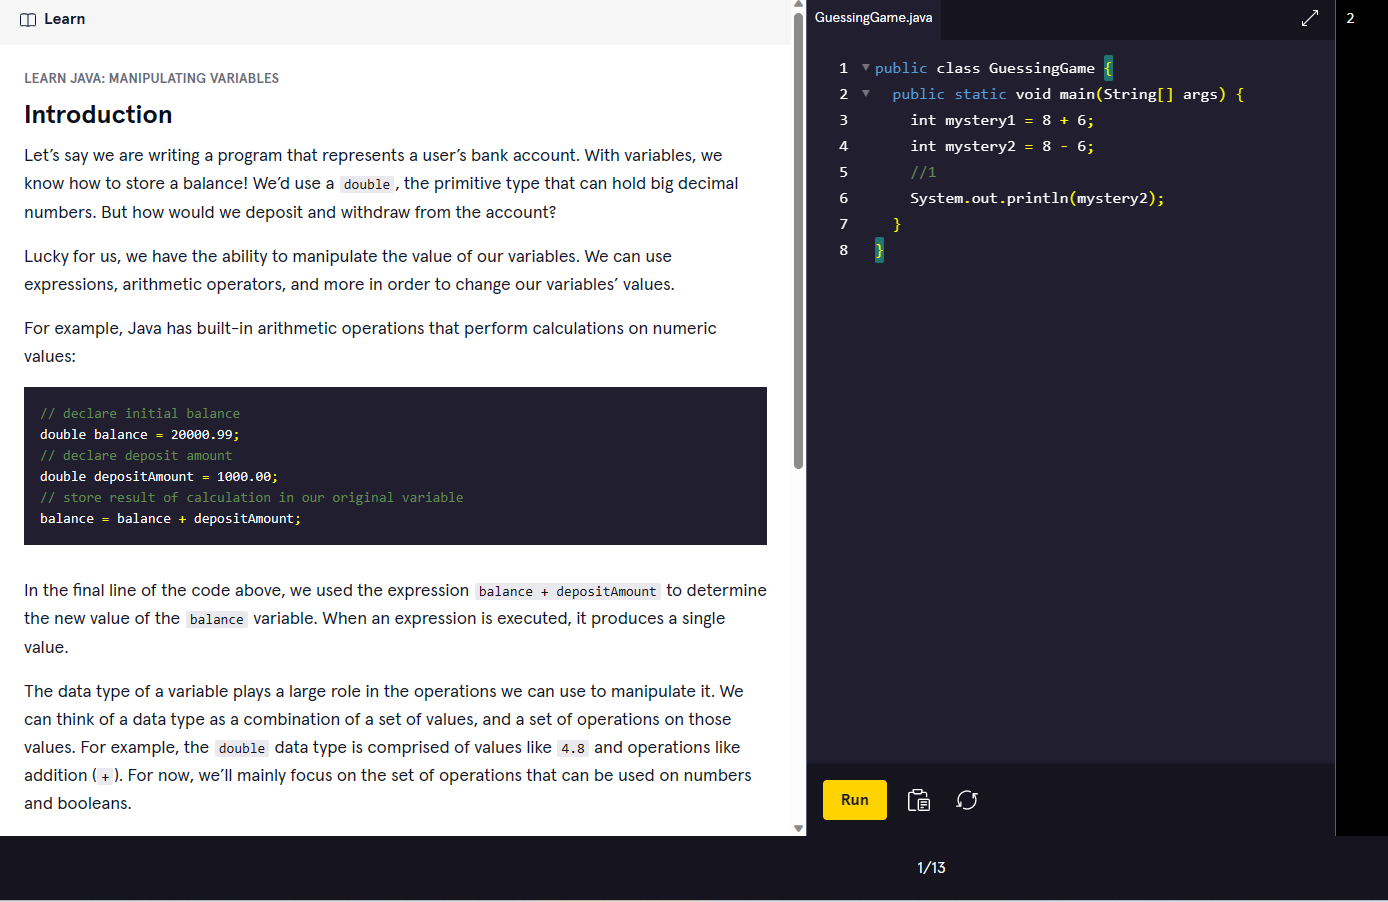 Learn
LEARN JAVA: MANIPULATING VARIABLES
Introduction
Let’s say we are writing a program that represents a user’s bank account. With variables, we
know how to store a balance! We’d use a double, the primitive type that can hold big decimal
numbers. But how would we deposit and withdraw from the account?
Lucky for us, we have the ability to manipulate the value of our variables. We can use
expressions, arithmetic operators, and more in order to change our variables’ values.
For example, Java has built-in arithmetic operations that perform calculations on numeric
values:
// declare initial balance
double balance = 20000.99;
// declare deposit amount
double depositAmount = 1000.00;
// store result of calculation in our original variable
balance = balance + depositAmount;
In the final line of the code above, we used the expression balance + depositAmount to determine
the new value of the balance variable. When an expression is executed, it produces a single
value.
The data type of a variable plays a large role in the operations we can use to manipulate it. We
can think of a data type as a combination of a set of values, and a set of operations on those
values. For example, the double data type is comprised of values like 4.8 and operations like
addition (+). For now, we’ll mainly focus on the set of operations that can be used on numbers
and booleans.
GuessingGame.java
1 public class GuessingGame {
2 public static void main(String[] args) {
3 int mystery1 = 8 + 6;
4 int mystery2 = 8 - 6;
5 //1
6 System.out.println(mystery2);
7 }
8 }
Run
2
1/13